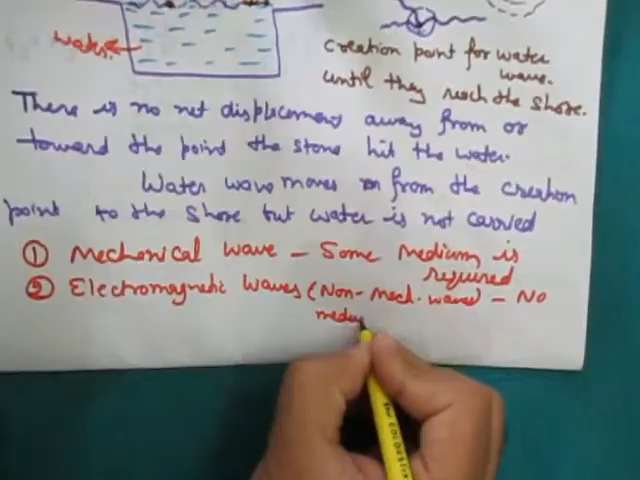 water
creation point for water
wave.
until they reach the shore.
There is no net displacement away from or
toward the point the stone hit the water.
Water wave moves on from the creation
point to the shore but water is not carried
① Mechanical wave – Some medium is
required
② Electromagnetic waves (Non-Mech. wave) – No
mediu